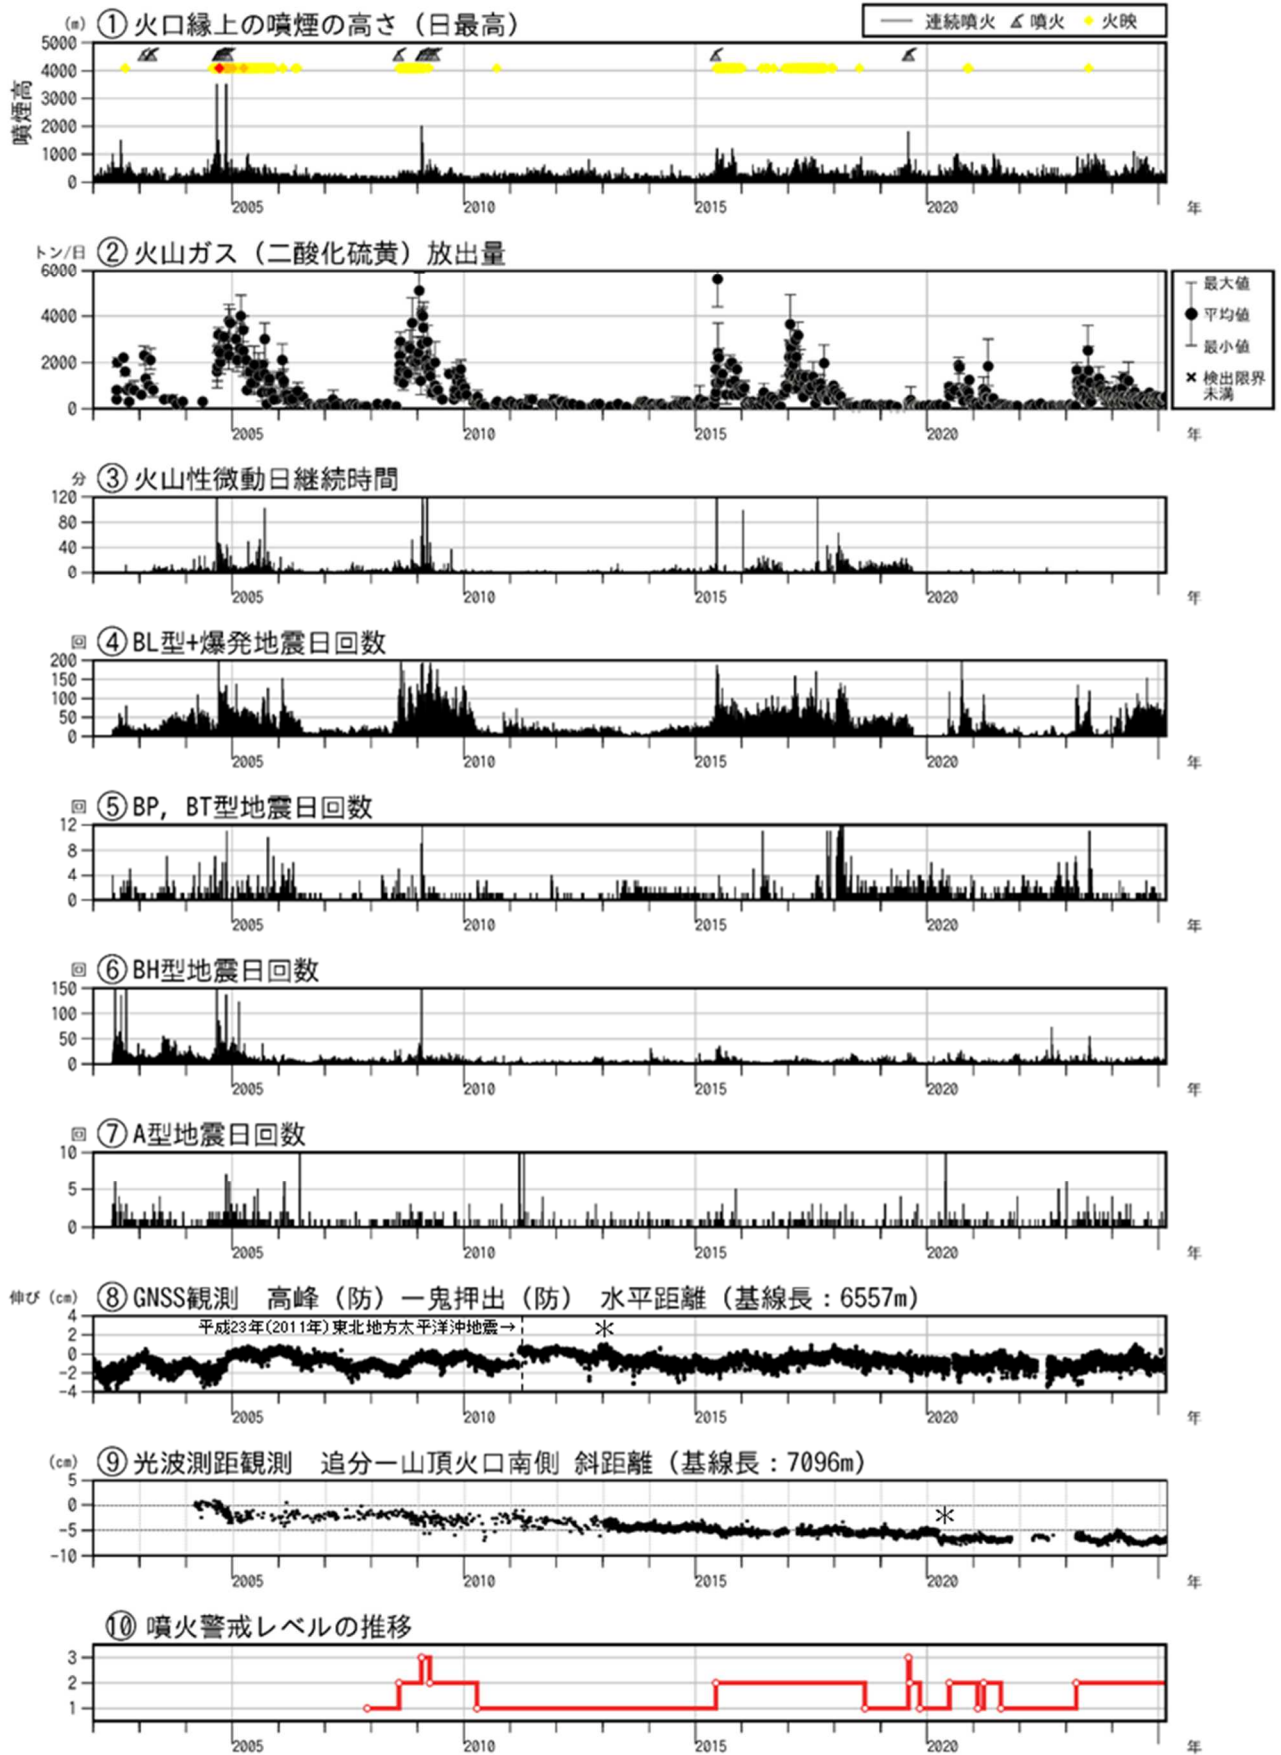 (m) ①火口縁上の噴煙の高さ（日最高）
連続噴火 噴火 火映
噴煙高
5000
4000
3000
2000
1000
0
2005 2010 2015 2020 年
トン/日 ②火山ガス（二酸化硫黄）放出量
6000
4000
2000
0
最大値
平均値
最小値
検出限界
未満
2005 2010 2015 2020 年
分 ③火山性微動日継続時間
120
80
40
0
2005 2010 2015 2020 年
回 ④BL型+爆発地震日回数
200
150
100
50
0
2005 2010 2015 2020 年
回 ⑤BP, BT型地震日回数
12
8
4
0
2005 2010 2015 2020 年
回 ⑥BH型地震日回数
150
100
50
0
2005 2010 2015 2020 年
回 ⑦A型地震日回数
10
5
0
2005 2010 2015 2020 年
伸び(cm) ⑧GNSS観測　高峰（防）ー鬼押出（防）　水平距離（基線長：6557m）
平成23年(2011年)東北地方太平洋沖地震→
＊
4
2
0
-2
-4
2005 2010 2015 2020 年
(cm) ⑨光波測距観測　追分ー山頂火口南側 斜距離（基線長：7096m）
＊
5
0
-5
-10
2005 2010 2015 2020 年
⑩噴火警戒レベルの推移
3
2
1
2005 2010 2015 2020 年